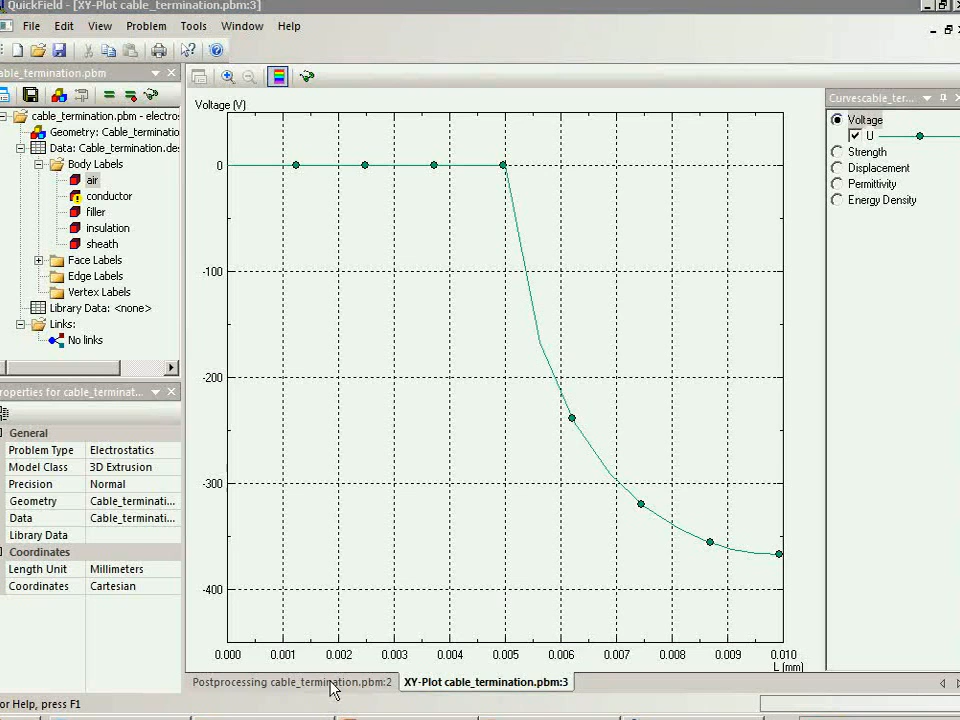 QuickField - [XY-Plot cable_termination.pbm:3]
File Edit View Problem Tools Window Help
able_termination.pbm
cable_termination.pbm - electros
Geometry: Cable_terminatio
Data: Cable_termination.des
Body Labels
air
conductor
filler
insulation
sheath
Face Labels
Edge Labels
Vertex Labels
Library Data: <none>
Links:
No links
roperties for cable_terminat...
General
Problem Type Electrostatics
Model Class 3D Extrusion
Precision Normal
Geometry Cable_terminati...
Data Cable_terminati...
Library Data
Coordinates
Length Unit Millimeters
Coordinates Cartesian
Voltage (V)
0
-100
-200
-300
-400
0.000 0.001 0.002 0.003 0.004 0.005 0.006 0.007 0.008 0.009 0.010
L (mm)
Curvescable_ter...
Voltage
U
Strength
Displacement
Permittivity
Energy Density
Postprocessing cable_termination.pbm:2 XY-Plot cable_termination.pbm:3
or Help, press F1